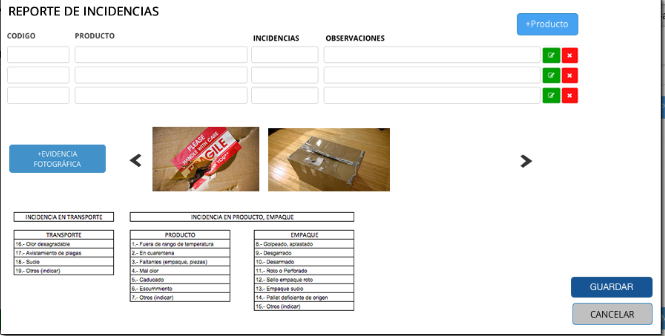 REPORTE DE INCIDENCIAS
+Producto
CODIGO PRODUCTO INCIDENCIAS OBSERVACIONES
+EVIDENCIA
FOTOGRÁFICA
PLEASE
HANDLE WITH CARE
FRAGILE
YOU
INCIDENCIA EN TRANSPORTE
INCIDENCIA EN PRODUCTO, EMPAQUE
TRANSPORTE
16.- Olor desagradable
17.- Avistamiento de plagas
18.- Sucio
19.- Otros (indicar)
PRODUCTO
1.- Fuera de rango de temperatura
2.- En cuarentena
3.- Faltantes (empaque, piezas)
4.- Mal olor
5.- Caducado
6.- Escurrimiento
7.- Otros (indicar)
EMPAQUE
8.- Golpeado, aplastado
9.- Desgarrado
10.- Desarmado
11.- Roto o Perforado
12.- Sello empaque roto
13.- Empaque sucio
14.- Pallet deficiente de origen
15.- Otros (indicar)
GUARDAR
CANCELAR